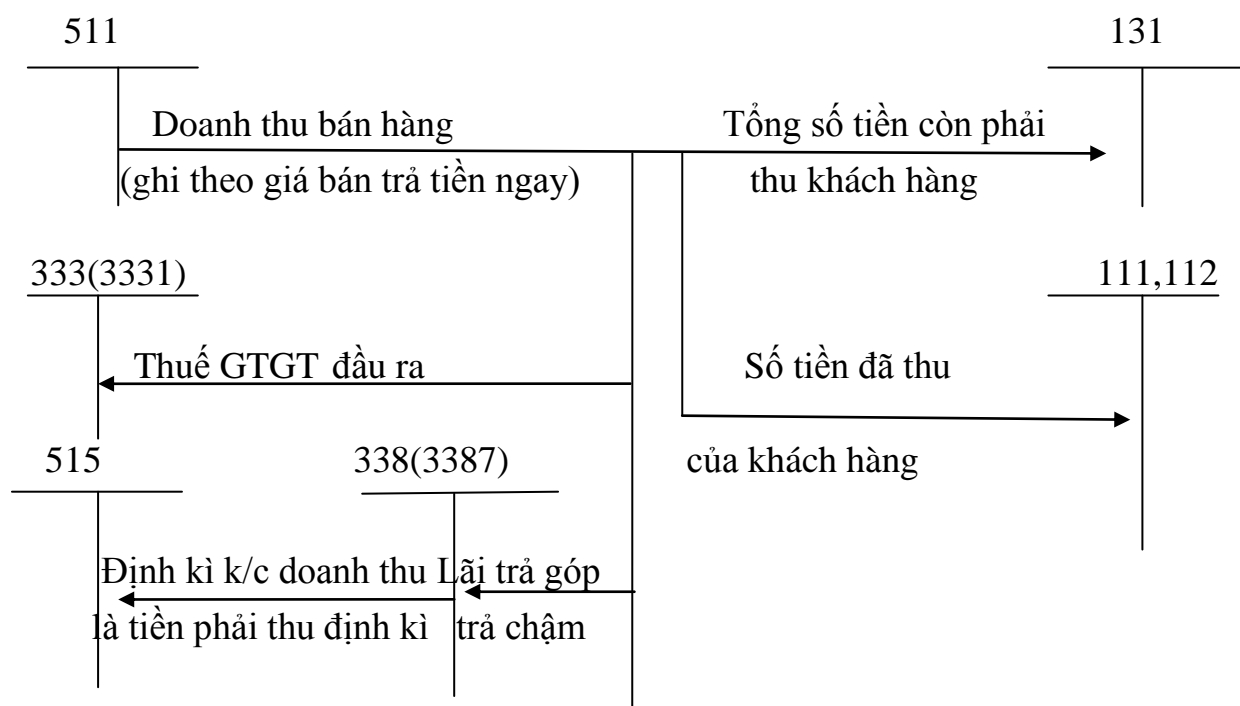 511
131
Doanh thu bán hàng
Tổng số tiền còn phải
(ghi theo giá bán trả tiền ngay)
thu khách hàng
333(3331)
111,112
Thuế GTGT đầu ra
Số tiền đã thu
của khách hàng
515
338(3387)
Định kì k/c doanh thu
Lãi trả góp
là tiền phải thu định kì
trả chậm